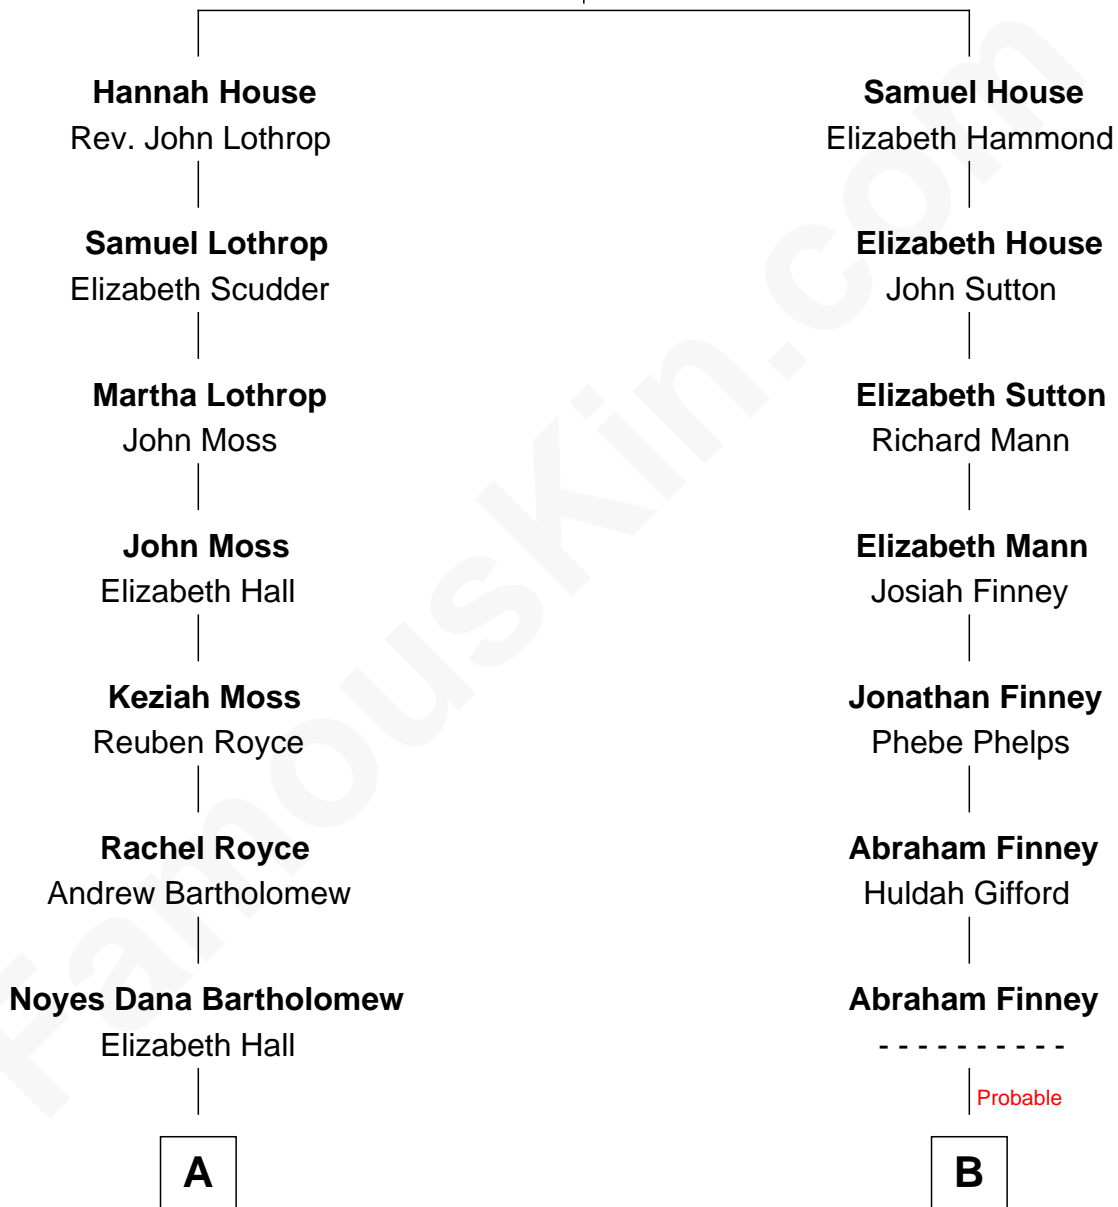 Hannah House
Rev. John Lothrop
Samuel House
Elizabeth Hammond
Samuel Lothrop
Elizabeth Scudder
Elizabeth House
John Sutton
Martha Lothrop
John Moss
Elizabeth Sutton
Richard Mann
John Moss
Elizabeth Hall
Elizabeth Mann
Josiah Finney
Keziah Moss
Reuben Royce
Jonathan Finney
Phebe Phelps
Rachel Royce
Andrew Bartholomew
Abraham Finney
Huldah Gifford
Noyes Dana Bartholomew
Elizabeth Hall
Abraham Finney
- - - - - - - - - -
Probable
A
B
FamousKin.com